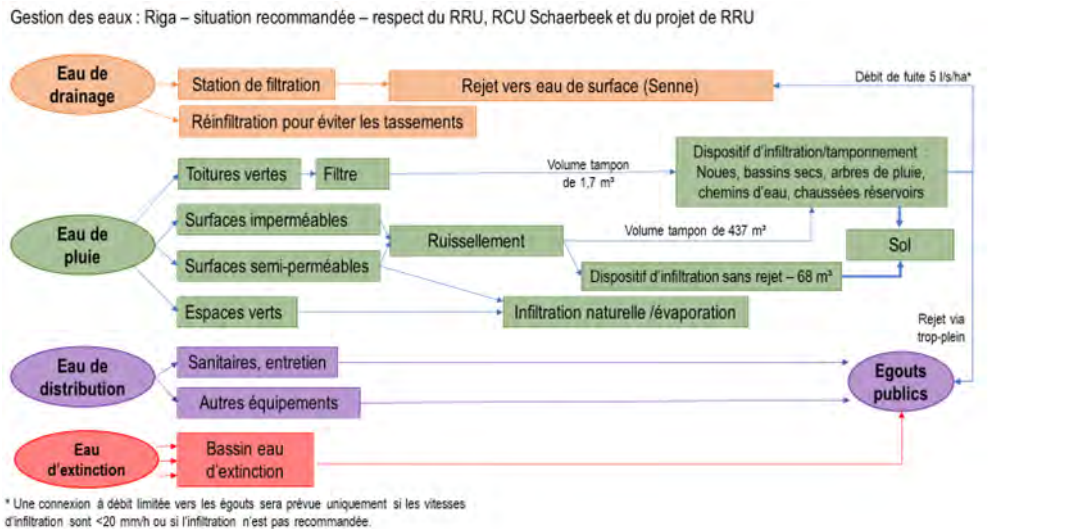 Gestion des eaux : Riga – situation recommandée – respect du RRU, RCU Schaerbeek et du projet de RRU
Eau de
drainage
Station de filtration
Rejet vers eau de surface (Senne)
Débit de fuite 5 l/s/ha*
Réinfiltration pour éviter les tassements
Eau de
pluie
Toitures vertes
Filtre
Volume tampon
de 1,7 m³
Dispositif d'infiltration/tamponnement
Noues, bassins secs, arbres de pluie,
chemins d'eau, chaussées réservoirs
Surfaces imperméables
Surfaces semi-perméables
Ruissellement
Volume tampon de 437 m³
Sol
Dispositif d'infiltration sans rejet – 68 m³
Espaces verts
Infiltration naturelle /évaporation
Rejet via
trop-plein
Eau de
distribution
Sanitaires, entretien
Autres équipements
Egouts
publics
Eau
d'extinction
Bassin eau
d'extinction
* Une connexion à débit limitée vers les égouts sera prévue uniquement si les vitesses
d'infiltration sont <20 mm/h ou si l'infiltration n'est pas recommandée.